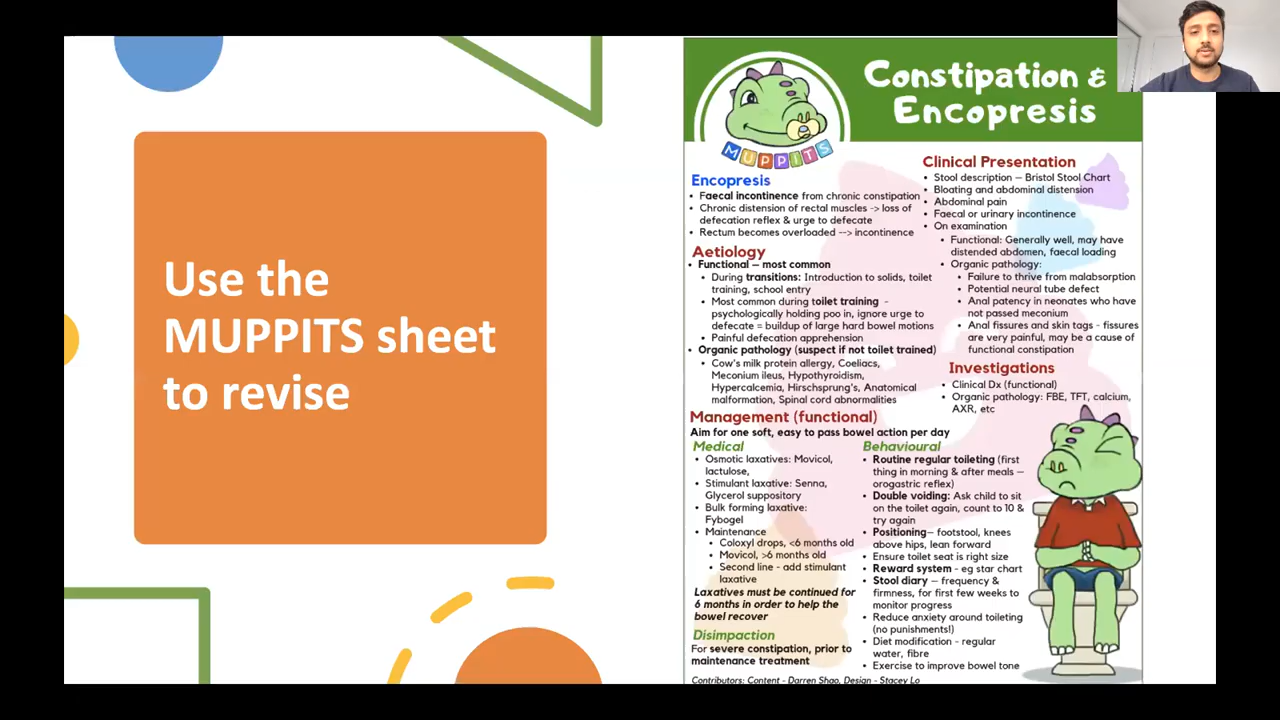 Use the
MUPPITS sheet
to revise
Constipation &
Encopresis
MUPPITS
Encopresis
• Faecal incontinence from chronic constipation
• Chronic distension of rectal muscles -> loss of
defecation reflex & urge to defecate
• Rectum becomes overloaded --> incontinence
Aetiology
• Functional – most common
• During transitions: Introduction to solids, toilet
training, school entry
• Most common during toilet training -
psychologically holding poo in, ignore urge to
defecate = buildup of large hard bowel motions
• Painful defecation apprehension
• Organic pathology (suspect if not toilet trained)
• Cow's milk protein allergy, Coeliacs,
Meconium ileus, Hypothyroidism,
Hypercalcemia, Hirschsprung's, Anatomical
malformation, Spinal cord abnormalities
Clinical Presentation
• Stool description – Bristol Stool Chart
• Bloating and abdominal distension
• Abdominal pain
• Faecal or urinary incontinence
• On examination
• Functional: Generally well, may have
distended abdomen, faecal loading
• Organic pathology:
• Failure to thrive from malabsorption
• Potential neural tube defect
• Anal patency in neonates who have
not passed meconium
• Anal fissures and skin tags - fissures
are very painful, may be a cause of
functional constipation
Investigations
• Clinical Dx (functional)
• Organic pathology: FBE, TFT, calcium,
AXR, etc
Management (functional)
Aim for one soft, easy to pass bowel action per day
Medical
• Osmotic laxatives: Movicol,
lactulose,
• Stimulant laxative: Senna,
Glycerol suppository
• Bulk forming laxative:
Fybogel
• Maintenance
• Coloxyl drops, <6 months old
• Movicol, >6 months old
• Second line - add stimulant
laxative
Laxatives must be continued for
6 months in order to help the
bowel recover
Disimpaction
For severe constipation, prior to
maintenance treatment
Behavioural
• Routine regular toileting (first
thing in morning & after meals –
orogastric reflex)
• Double voiding: Ask child to sit
on the toilet again, count to 10 &
try again
• Positioning– footstool, knees
above hips, lean forward
• Ensure toilet seat is right size
• Reward system - eg star chart
• Stool diary – frequency &
firmness, for first few weeks to
monitor progress
• Reduce anxiety around toileting
(no punishments!)
• Diet modification - regular
water, fibre
• Exercise to improve bowel tone
Contributors: Content - Darren Shao, Design - Stacey Lo